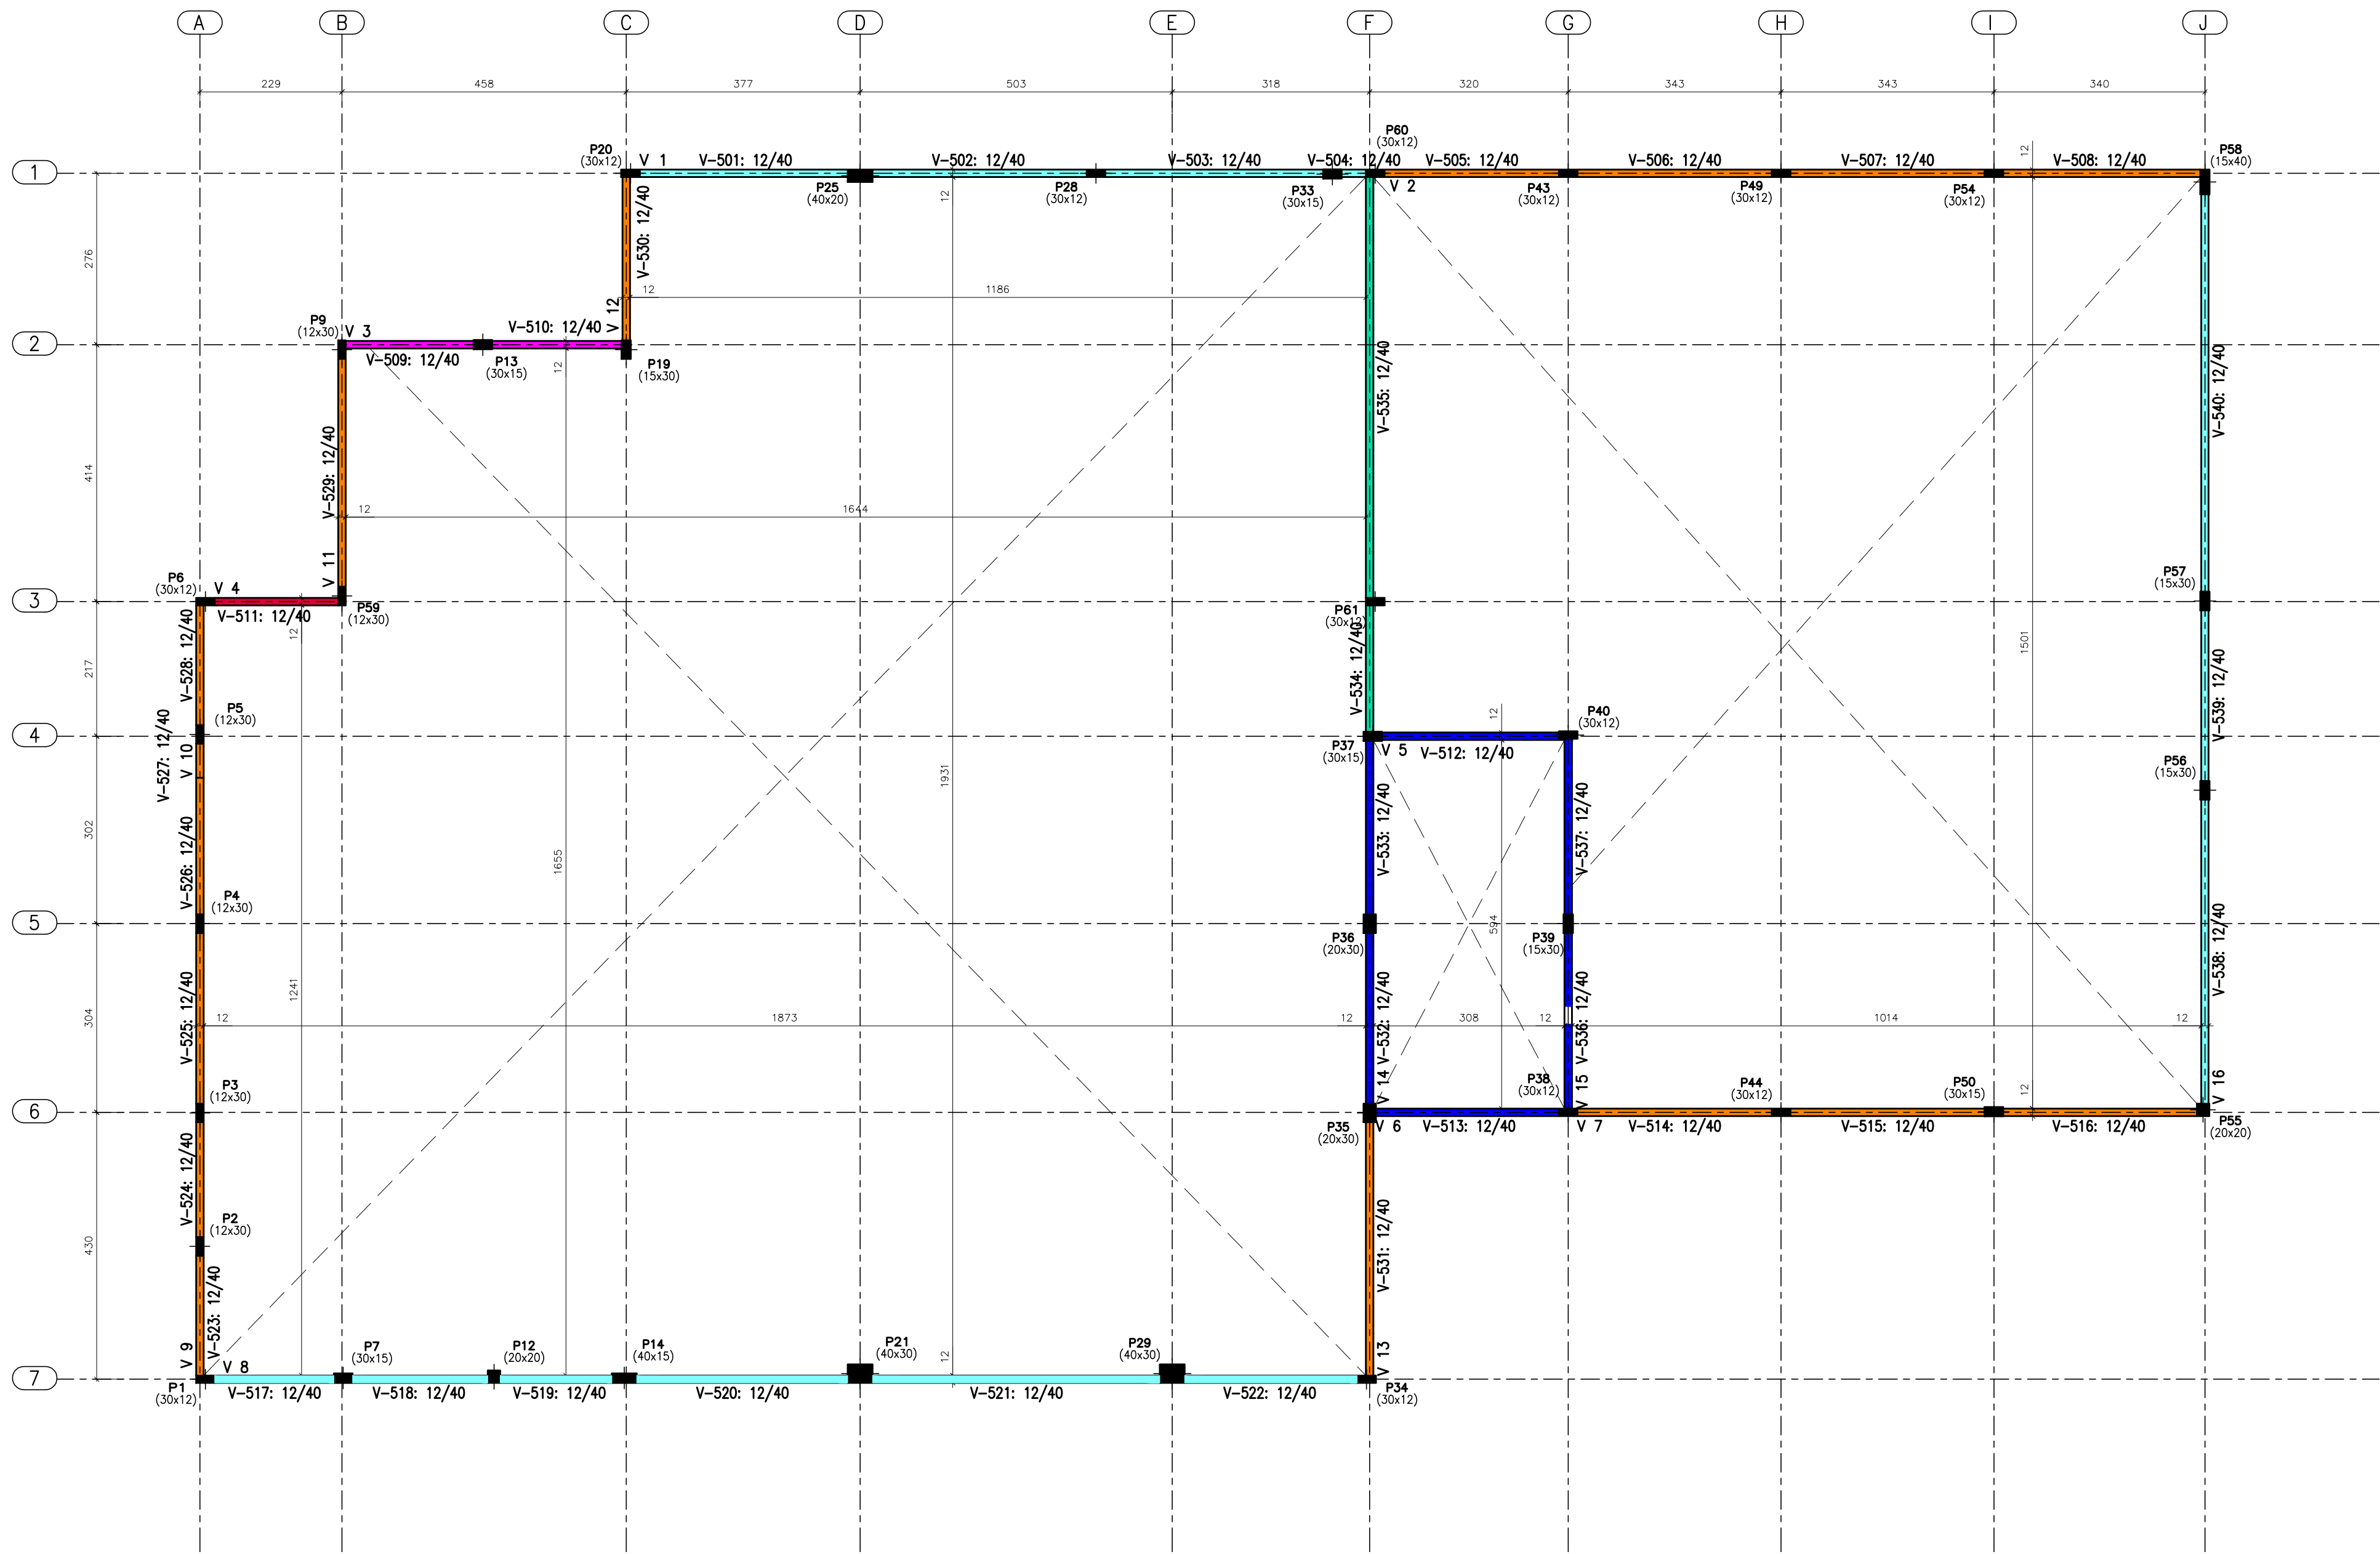 A B C D E F G H I J
229 458 377 503 318 320 343 343 340
P60
(30x12)
P20
(30x12)
V 1 V-501: 12/40 V-502: 12/40 V-503: 12/40 V-504: 12/40 V-505: 12/40 V-506: 12/40 V-507: 12/40 V-508: 12/40
12
P58
(15x40)
1
P25
(40x20)
12
P28
(30x12)
P33
(30x15)
V 2
P43
(30x12)
P49
(30x12)
P54
(30x12)
276
V-530: 12/40
12 1186
V 12
P9
(12x30)
V 3
V-510: 12/40
2
V-509: 12/40
P13
(30x15)
12
P19
(15x30)
V-535: 12/40
V-540: 12/40
414
V-529: 12/40
12 1644
V 11
P6
(30x12)
V 4
P57
(15x30)
3
V-511: 12/40
P59
(12x30)
12
P61
(30x12)
V-528: 12/40
1501
217
V-534: 12/40
V-539: 12/40
P5
(12x30)
12
P40
(30x12)
4
V-527: 12/40
V 10
1931
P37
(30x15)
V 5 V-512: 12/40
P56
(15x30)
302
V-526: 12/40
1655
V-533: 12/40
V-537: 12/40
P4
(12x30)
5
P36
(20x30)
594
P39
(15x30)
V-538: 12/40
304
V-525: 12/40
1241
12 1873 12
V-532: 12/40
308 12
V-536: 12/40
1014 12
P3
(12x30)
V 14
P38
(30x12)
V 15
P44
(30x12)
P50
(30x15)
12
V 16
6
P35
(20x30)
V 6 V-513: 12/40 V 7 V-514: 12/40 V-515: 12/40 V-516: 12/40
P55
(20x20)
V-524: 12/40
P2
(12x30)
430
V-531: 12/40
V-523: 12/40
V 9
V 8
P7
(30x15)
P12
(20x20)
P14
(40x15)
P21
(40x30)
12
P29
(40x30)
V 13
7
P1
(30x12)
V-517: 12/40 V-518: 12/40 V-519: 12/40 V-520: 12/40 V-521: 12/40 V-522: 12/40
P34
(30x12)